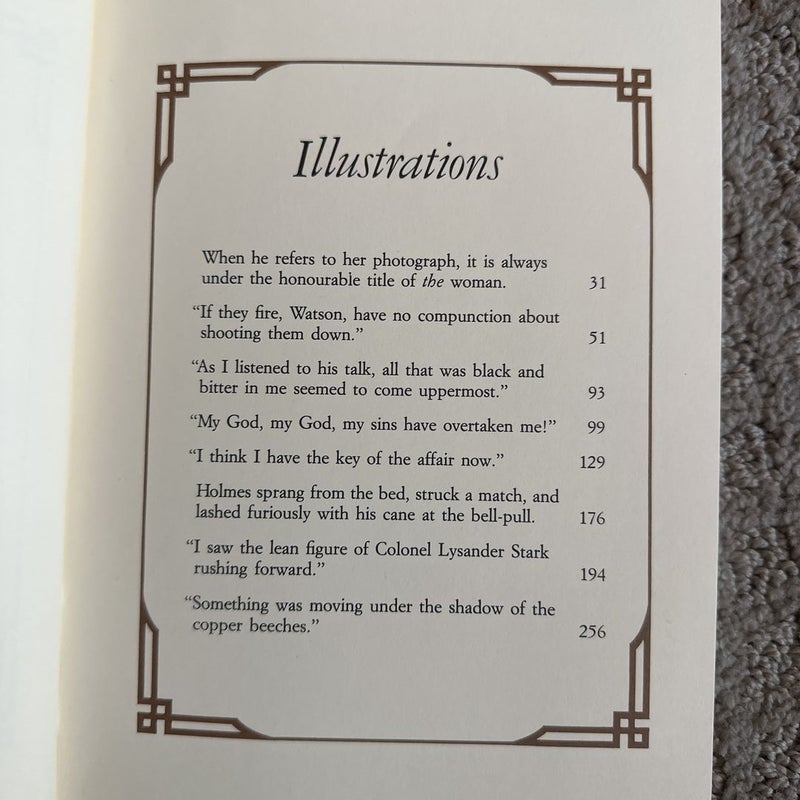 Illustrations
When he refers to her photograph, it is always
under the honourable title of the woman. 31
“If they fire, Watson, have no compunction about
shooting them down.” 51
“As I listened to his talk, all that was black and
bitter in me seemed to come uppermost.” 93
“My God, my God, my sins have overtaken me!” 99
“I think I have the key of the affair now.” 129
Holmes sprang from the bed, struck a match, and
lashed furiously with his cane at the bell-pull. 176
“I saw the lean figure of Colonel Lysander Stark
rushing forward.” 194
“Something was moving under the shadow of the
copper beeches.” 256